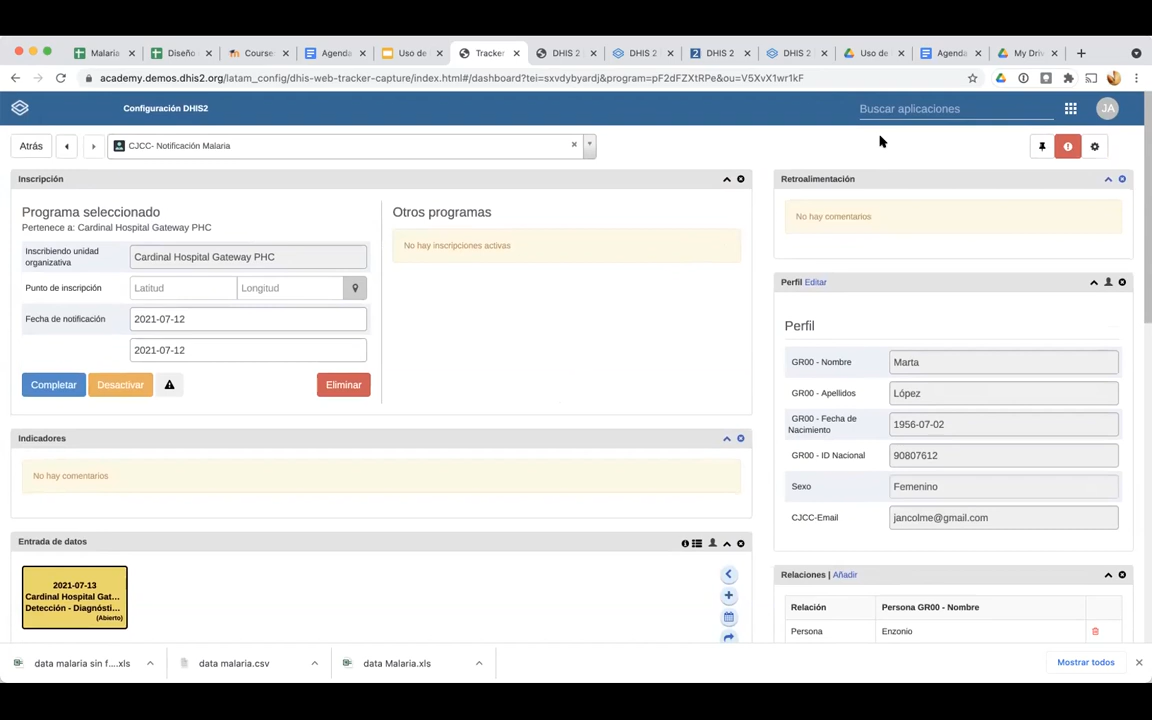 Malaria
Diseño
Course
Agenda
Uso de
Tracker
DHIS 2
DHIS 2
DHIS 2
DHIS 2
Uso de
Agenda
My Driv
academy.demos.dhis2.org/latam_config/dhis-web-tracker-capture/index.html#/dashboard?tei=sxvdybyardj&program=pF2dFZXtRPe&ou=V5XvX1wr1kF
Configuración DHIS2
Buscar aplicaciones
JA
Atrás
CJCC- Notificación Malaria
Inscripción
Programa seleccionado
Pertenece a: Cardinal Hospital Gateway PHC
Inscribiendo unidad
organizativa
Cardinal Hospital Gateway PHC
Punto de inscripción
Latitud
Longitud
Fecha de notificación
2021-07-12
2021-07-12
Completar
Desactivar
Eliminar
Otros programas
No hay inscripciones activas
Indicadores
No hay comentarios
Entrada de datos
2021-07-13
Cardinal Hospital Gat...
Detección - Diagnósti...
(Abierto)
Retroalimentación
No hay comentarios
Perfil Editar
Perfil
GR00 - Nombre
Marta
GR00 - Apellidos
López
GR00 - Fecha de
Nacimiento
1956-07-02
GR00 - ID Nacional
90807612
Sexo
Femenino
CJCC-Email
jancolme@gmail.com
Relaciones | Añadir
Relación
Persona GR00 - Nombre
Persona
Enzonio
data malaria sin f....xls
data malaria.csv
data Malaria.xls
Mostrar todos